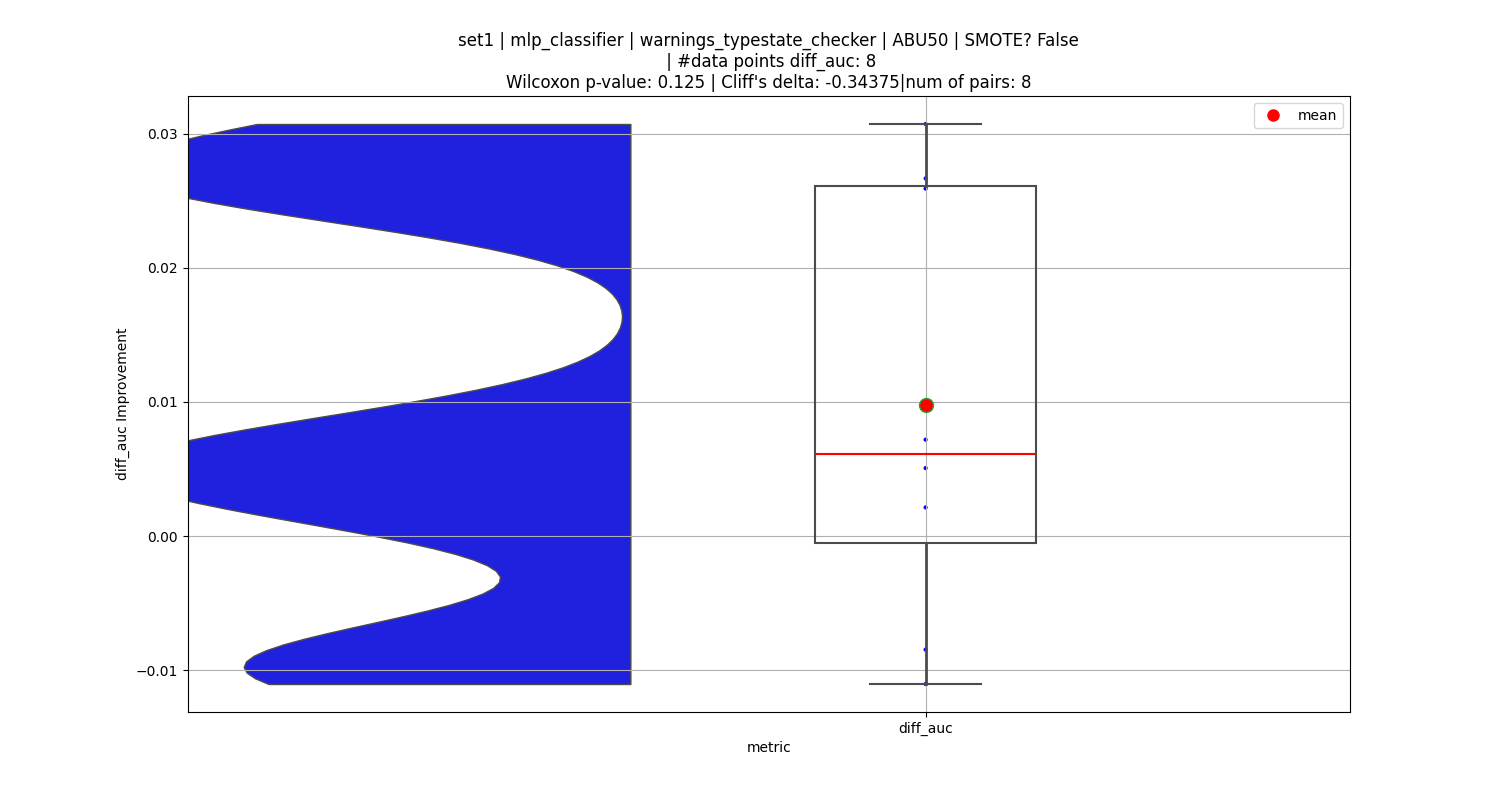 set1 | mlp_classifier | warnings_typestate_checker | ABU50 | SMOTE? False
| #data points diff_auc: 8
Wilcoxon p-value: 0.125 | Cliff's delta: -0.34375|num of pairs: 8
mean
0.03
0.02
0.01
0.00
−0.01
diff_auc Improvement
diff_auc
metric